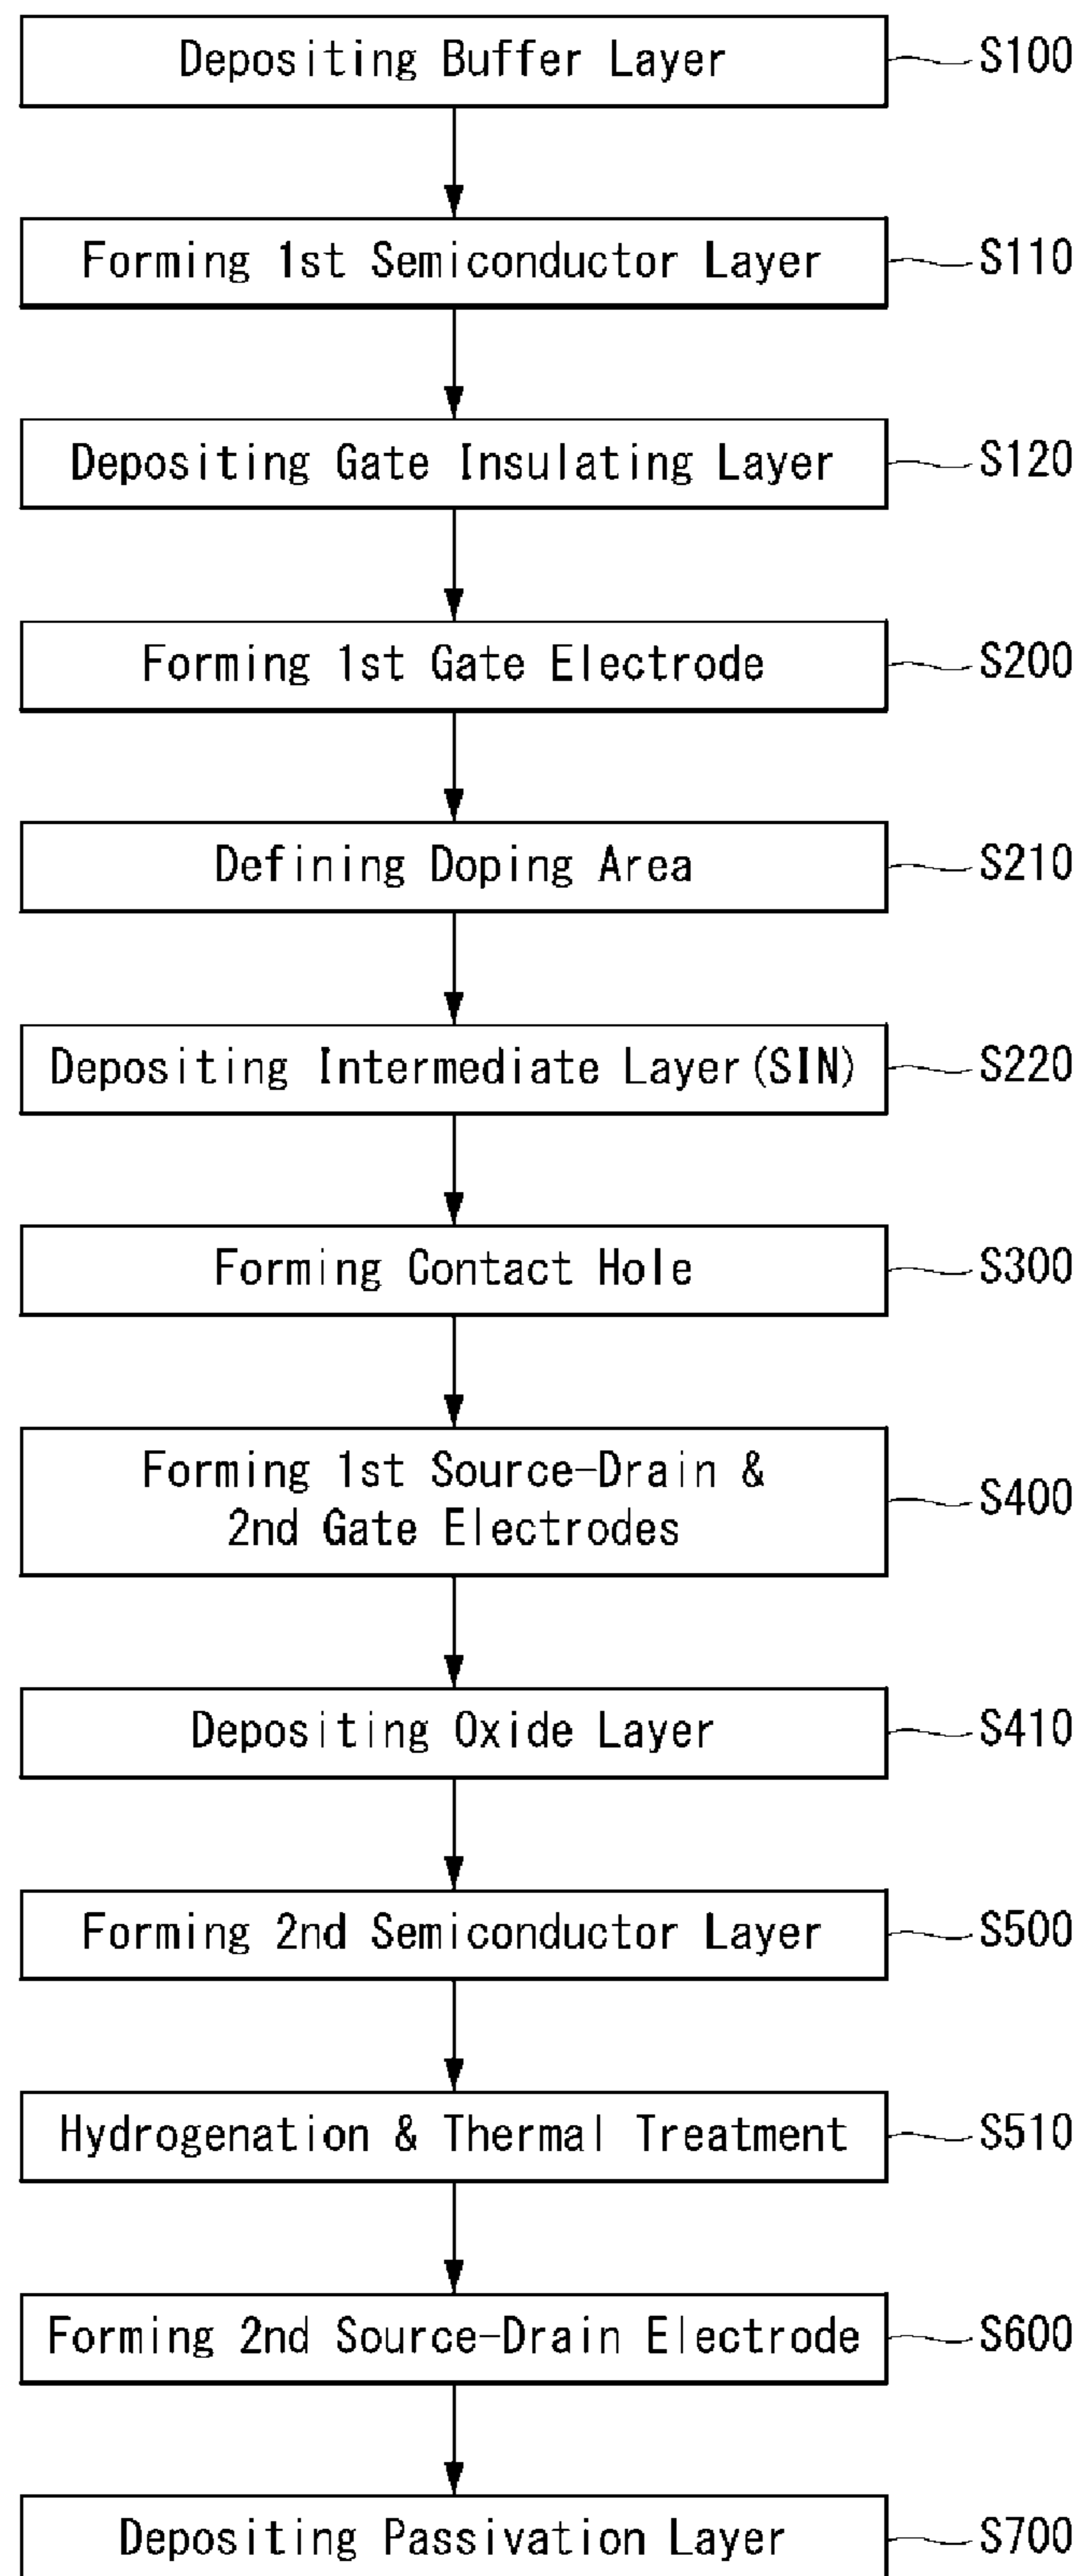 Depositing Buffer Layer S100
Forming 1st Semiconductor Layer S110
Depositing Gate Insulating Layer S120
Forming 1st Gate Electrode S200
Defining Doping Area S210
Depositing Intermediate Layer(SIN) S220
Forming Contact Hole S300
Forming 1st Source-Drain &
2nd Gate Electrodes
S400
Depositing Oxide Layer S410
Forming 2nd Semiconductor Layer S500
Hydrogenation & Thermal Treatment S510
Forming 2nd Source-Drain Electrode S600
Depositing Passivation Layer S700